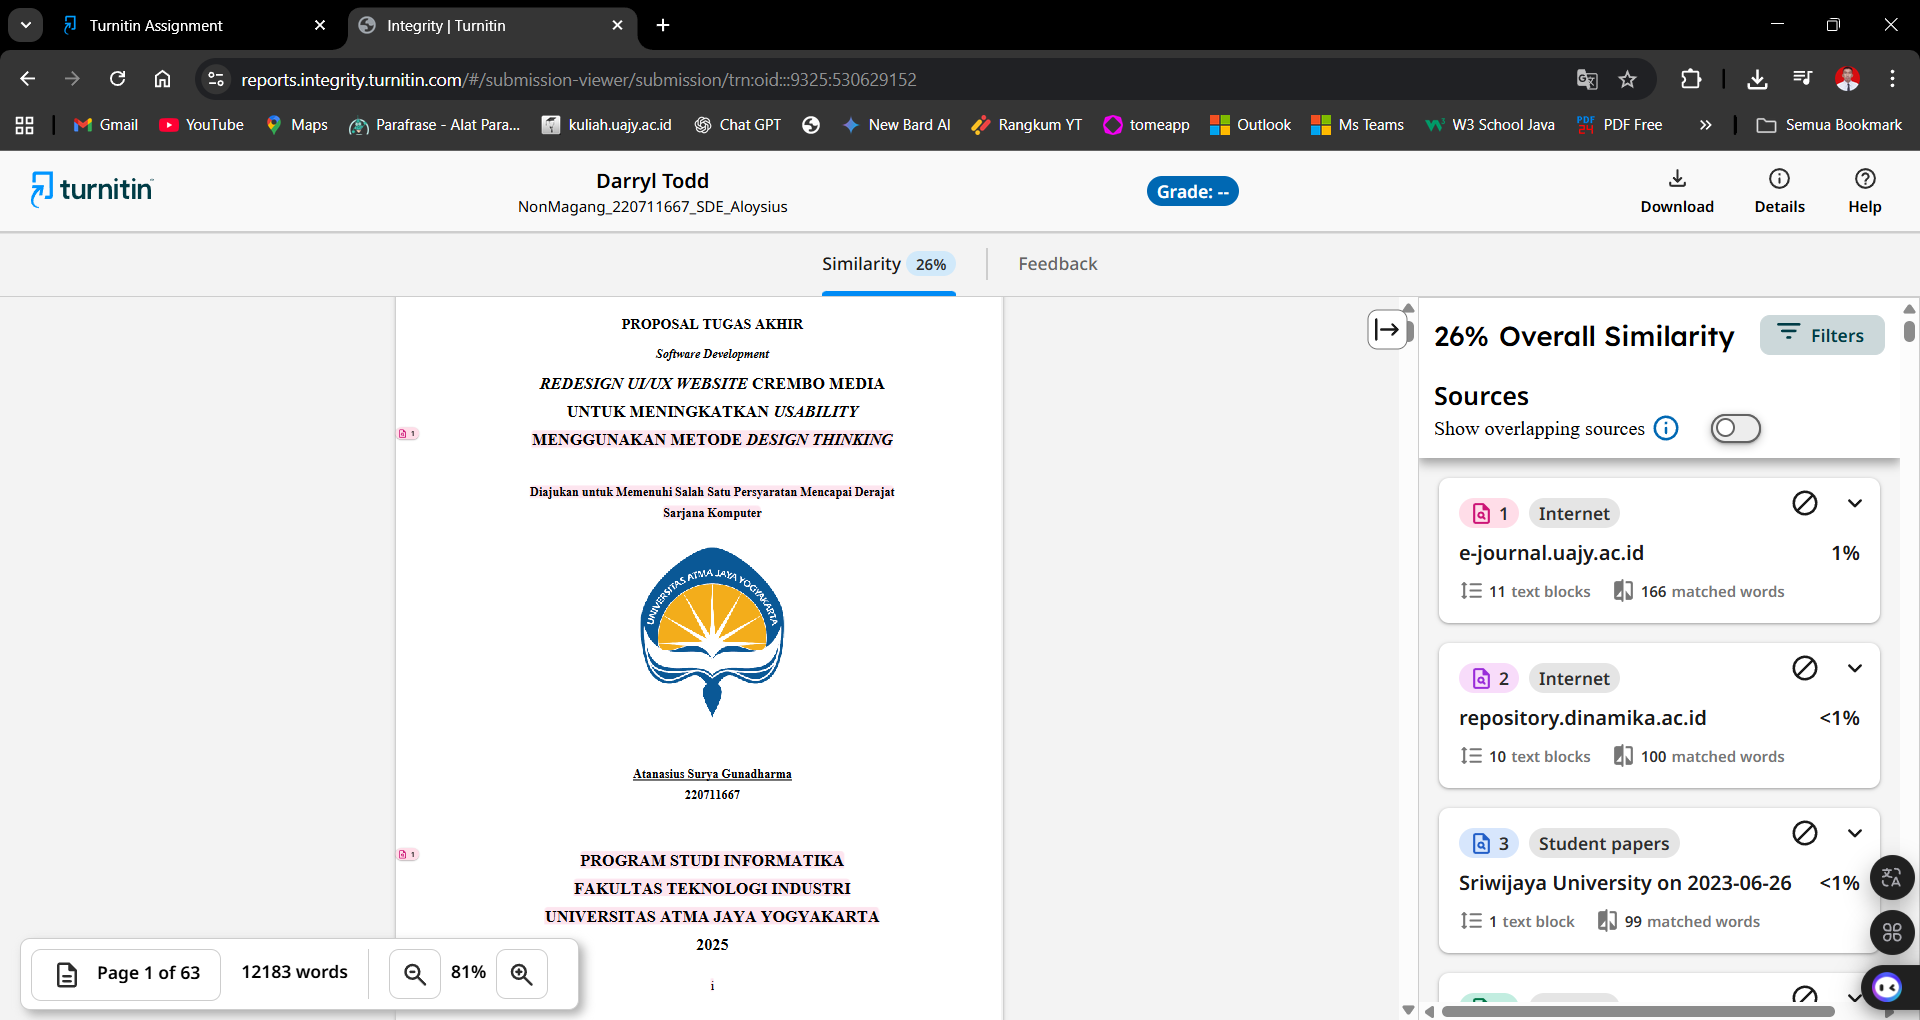 Turnitin Assignment
Integrity | Turnitin
reports.integrity.turnitin.com/#/submission-viewer/submission/trn:oid:::9325:530629152
Gmail
YouTube
Maps
Parafrase - Alat Para...
kuliah.uajy.ac.id
Chat GPT
New Bard AI
Rangkum YT
tomeapp
Outlook
Ms Teams
W3 School Java
PDF Free
Semua Bookmark
turnitin
Darryl Todd
NonMagang_220711667_SDE_Aloysius
Grade: --
Download
Details
Help
Similarity 26%
Feedback
PROPOSAL TUGAS AKHIR
Software Development
REDESIGN UI/UX WEBSITE CREMBO MEDIA
UNTUK MENINGKATKAN USABILITY
1
MENGGUNAKAN METODE DESIGN THINKING
Diajukan untuk Memenuhi Salah Satu Persyaratan Mencapai Derajat
Sarjana Komputer
UNIVERSITAS ATMA JAYA YOGYAKARTA
Atanasius Surya Gunadharma
220711667
1
PROGRAM STUDI INFORMATIKA
FAKULTAS TEKNOLOGI INDUSTRI
UNIVERSITAS ATMA JAYA YOGYAKARTA
2025
i
Page 1 of 63
12183 words
81%
26% Overall Similarity
Filters
Sources
Show overlapping sources
1 Internet
e-journal.uajy.ac.id 1%
11 text blocks 166 matched words
2 Internet
repository.dinamika.ac.id <1%
10 text blocks 100 matched words
3 Student papers
Sriwijaya University on 2023-06-26 <1%
1 text block 99 matched words